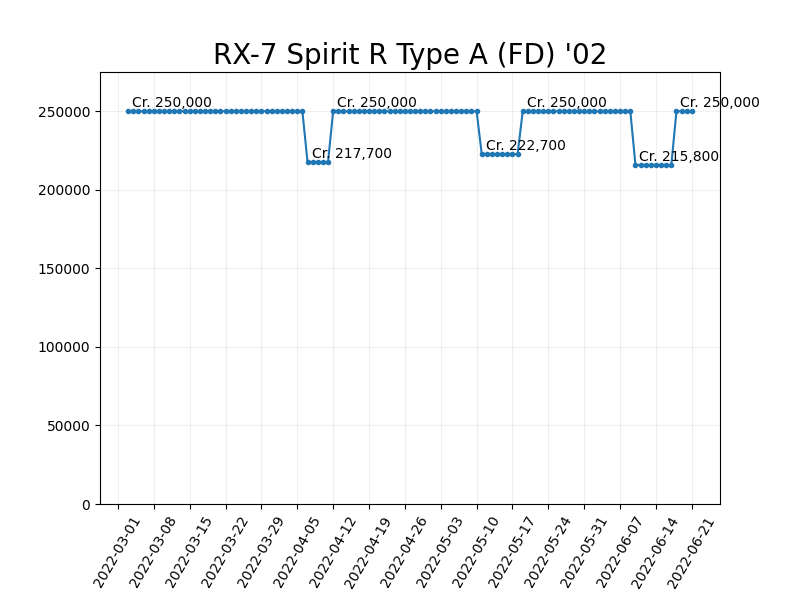 RX-7 Spirit R Type A (FD) '02
Cr. 250,000
Cr. 250,000
Cr. 250,000
Cr. 250,000
Cr. 217,700
Cr. 222,700
Cr. 215,800
250000
200000
150000
100000
50000
0
2022-03-01
2022-03-08
2022-03-15
2022-03-22
2022-03-29
2022-04-05
2022-04-12
2022-04-19
2022-04-26
2022-05-03
2022-05-10
2022-05-17
2022-05-24
2022-05-31
2022-06-07
2022-06-14
2022-06-21